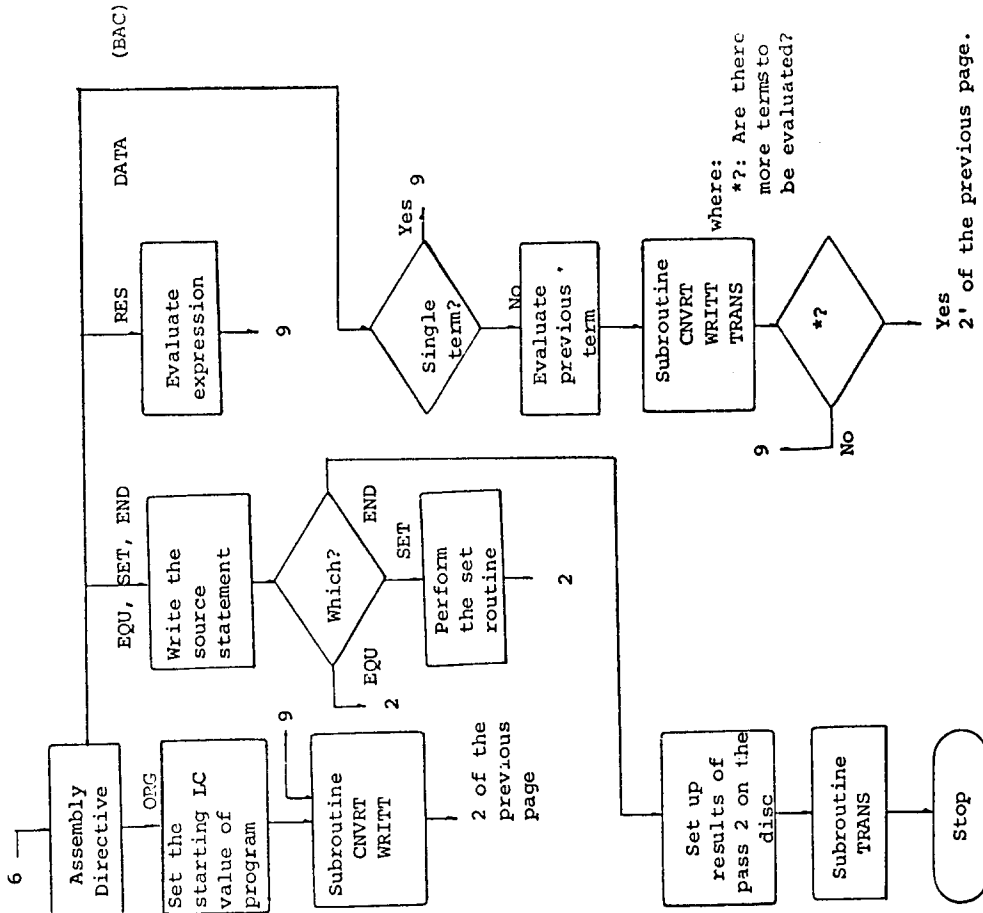 6
Assembly
Directive
ORG
Set the
starting LC
value of
program
9
Subroutine
CNVRT
WRITT
2 of the
previous
page
EQU, SET, END
Write the
source
statement
Which?
EQU
2
SET
END
Perform
the set
routine
2
Set up
results of
pass 2 on the
disc
Subroutine
TRANS
Stop
RES
Evaluate
expression
9
DATA
(BAC)
Single
term?
Yes 9
No
Evaluate
previous
term
Subroutine
CNVRT
WRITT
TRANS
where:
*?: Are there
more terms to
be evaluated?
*?
9
No
Yes
2' of the previous page.